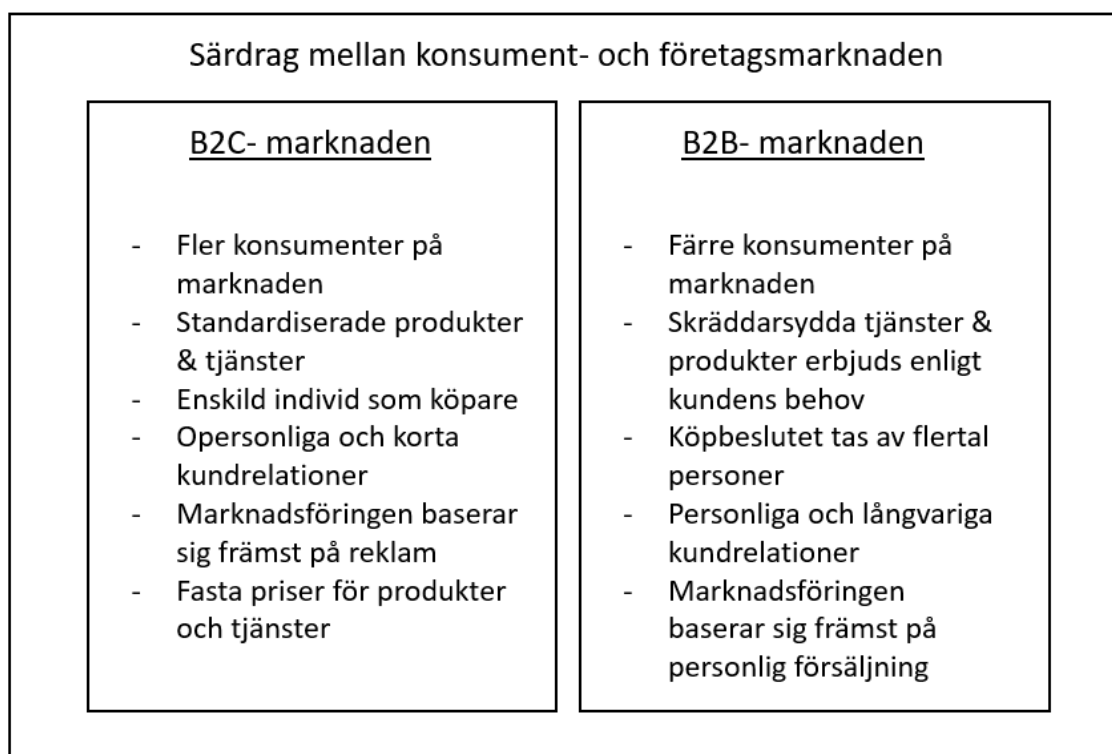 Särdrag mellan konsument- och företagsmarknaden
B2C- marknaden
- Fler konsumenter på
marknaden
- Standardiserade produkter
& tjänster
- Enskild individ som köpare
- Opersonliga och korta
kundrelationer
- Marknadsföringen baserar
sig främst på reklam
- Fasta priser för produkter
och tjänster
B2B- marknaden
- Färre konsumenter på
marknaden
- Skräddarsydda tjänster &
produkter erbjuds enligt
kundens behov
- Köpbeslutet tas av flertal
personer
- Personliga och långvariga
kundrelationer
- Marknadsföringen
baserar sig främst på
personlig försäljning